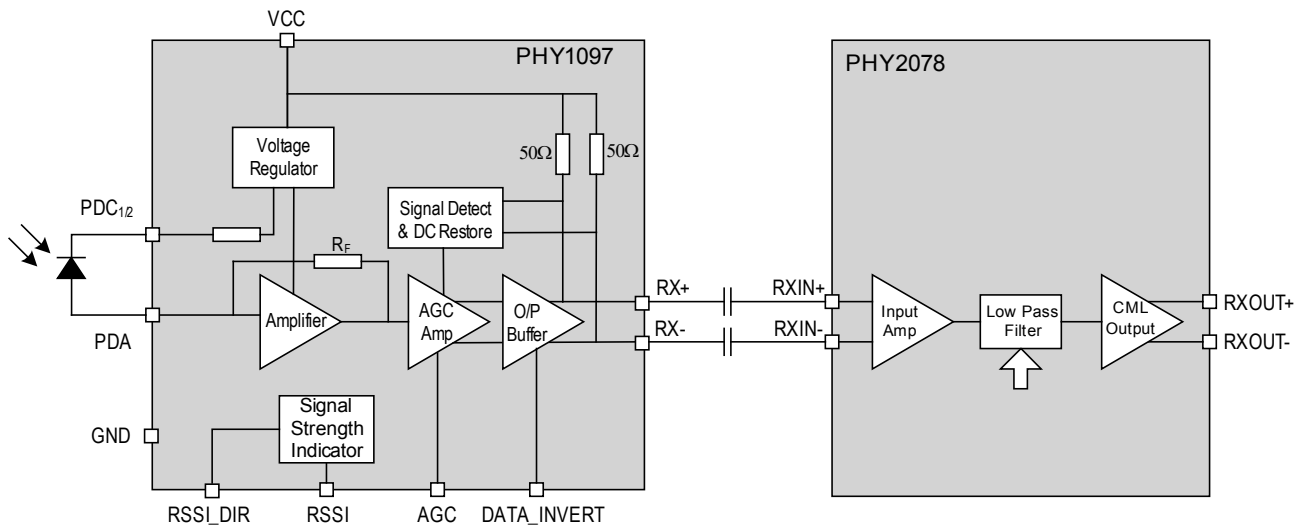 VCC
PHY1097
PHY2078
Voltage
Regulator
50Ω
50Ω
PDC1/2
Signal Detect
& DC Restore
RF
RX+
RXIN+
RXOUT+
Amplifier
AGC
Amp
O/P
Buffer
Input
Amp
Low Pass
Filter
CML
Output
PDA
RX-
RXIN-
RXOUT-
Signal
Strength
Indicator
GND
RSSI_DIR
RSSI
AGC
DATA_INVERT